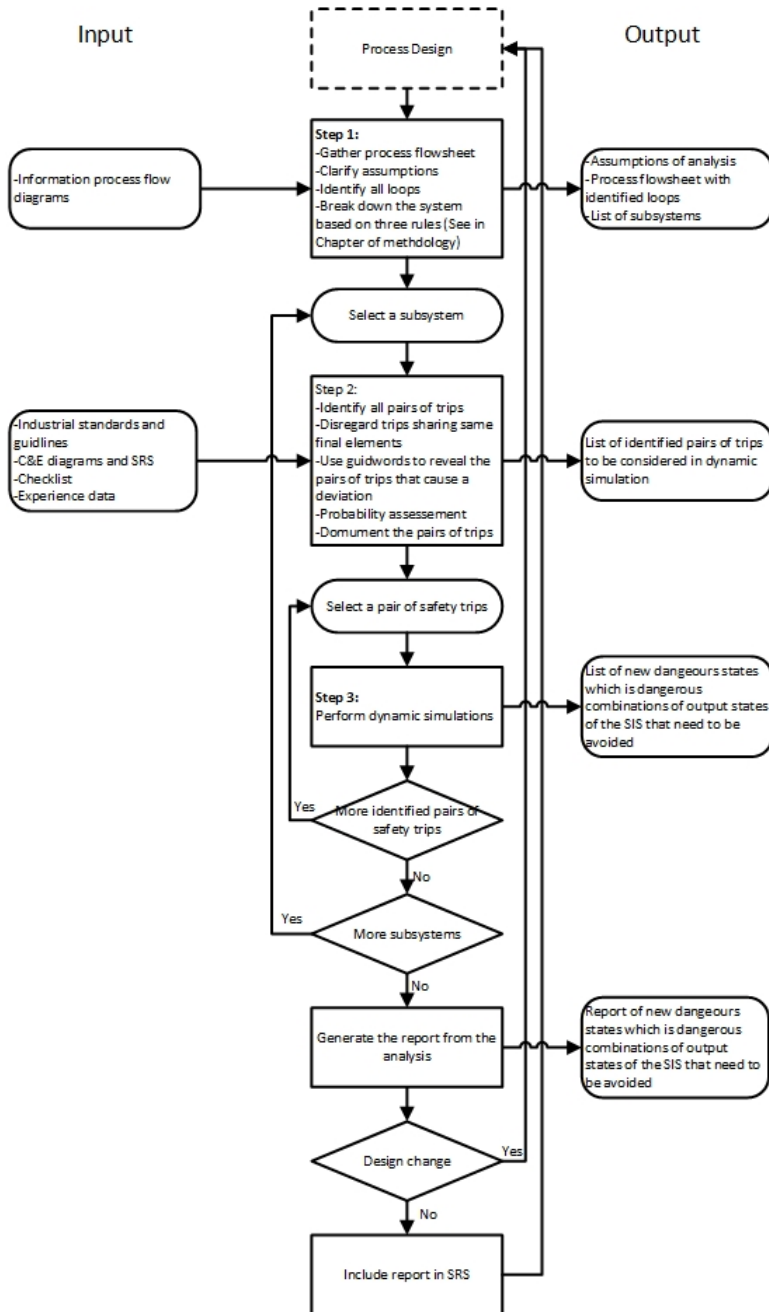 Input
Output
Process Design
Step 1:
-Gather process flowsheet
-Clarify assumptions
-Identify all loops
-Break down the system
based on three rules (See in
Chapter of methdology)
-Information process flow
diagrams
-Assumptions of analysis
-Process flowsheet with
identified loops
-List of subsystems
Select a subsystem
Step 2:
-Identify all pairs of trips
-Disregard trips sharing same
final elements
-Use guidwords to reveal the
pairs of trips that cause a
deviation
-Probability assessement
-Domument the pairs of trips
-Industrial standards and
guidlines
-C&E diagrams and SRS
-Checklist
-Experience data
List of identified pairs of trips
to be considered in dynamic
simulation
Select a pair of safety trips
Step 3:
Perform dynamic simulations
List of new dangeours states
which is dangerous
combinations of output states
of the SIS that need to be
avoided
Yes
More identified pairs of
safety trips
No
Yes
More subsystems
No
Generate the report from the
analysis
Report of new dangeours
states which is dangerous
combinations of output
states of the SIS that need to
be avoided
Design change
Yes
No
Include report in SRS